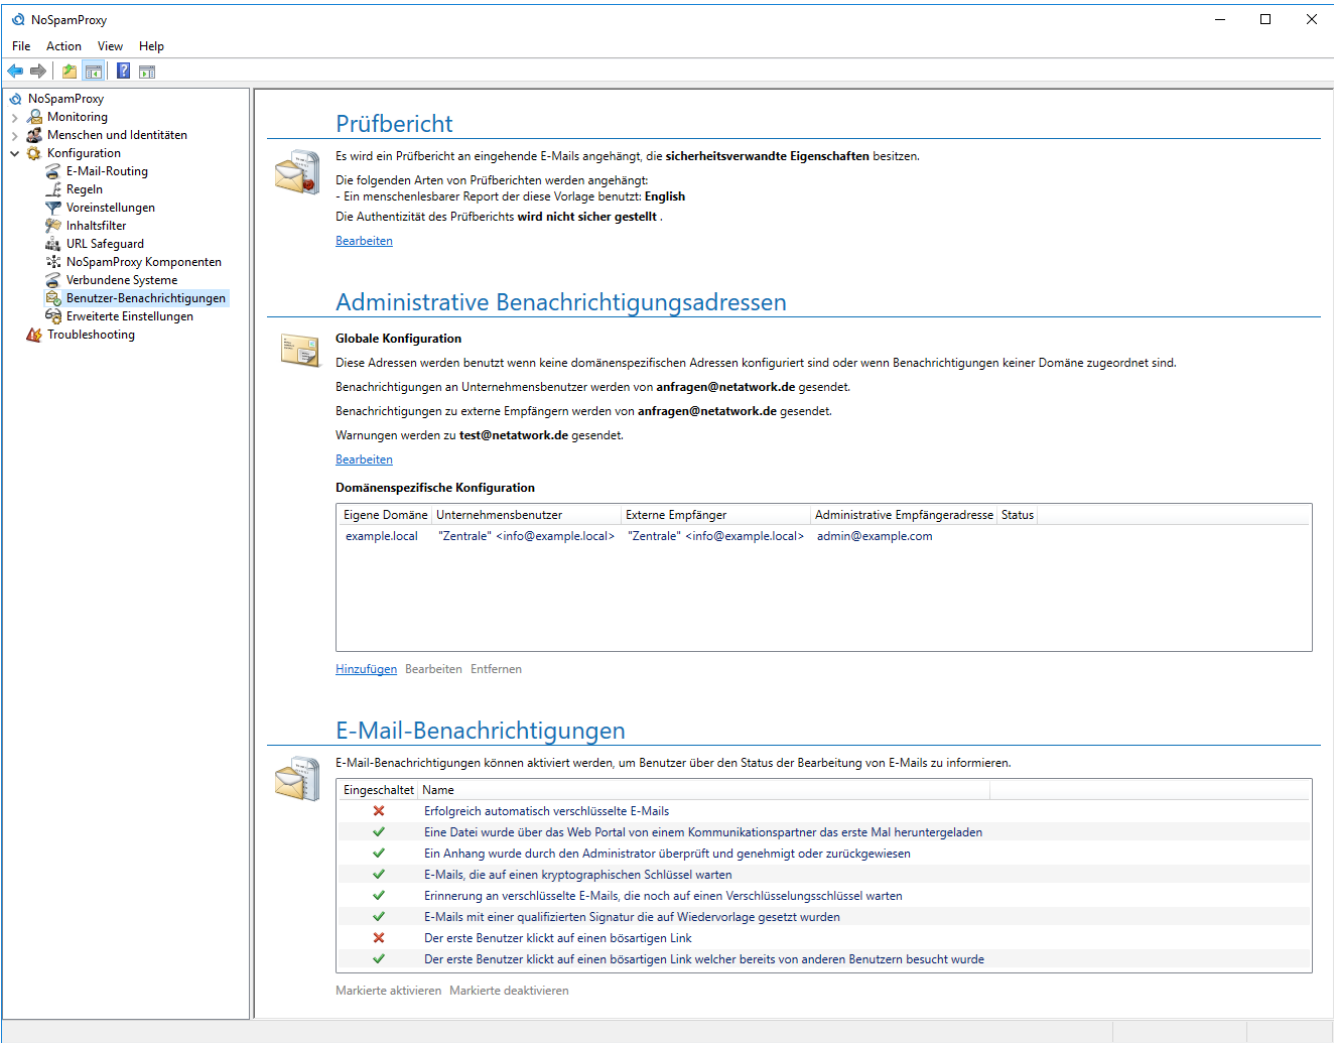 NoSpamProxy
File Action View Help
NoSpamProxy
Monitoring
Menschen und Identitäten
Konfiguration
E-Mail-Routing
Regeln
Voreinstellungen
Inhaltsfilter
URL Safeguard
NoSpamProxy Komponenten
Verbundene Systeme
Benutzer-Benachrichtigungen
Erweiterte Einstellungen
Troubleshooting
Prüfbericht
Es wird ein Prüfbericht an eingehende E-Mails angehängt, die sicherheitsverwandte Eigenschaften besitzen.
Die folgenden Arten von Prüfberichten werden angehängt:
- Ein menschenlesbarer Report der diese Vorlage benutzt: English
Die Authentizität des Prüfberichts wird nicht sicher gestellt .
Bearbeiten
Administrative Benachrichtigungsadressen
Globale Konfiguration
Diese Adressen werden benutzt wenn keine domänenspezifischen Adressen konfiguriert sind oder wenn Benachrichtigungen keiner Domäne zugeordnet sind.
Benachrichtigungen an Unternehmensbenutzer werden von anfragen@netatwork.de gesendet.
Benachrichtigungen zu externe Empfängern werden von anfragen@netatwork.de gesendet.
Warnungen werden zu test@netatwork.de gesendet.
Bearbeiten
Domänenspezifische Konfiguration
Eigene Domäne Unternehmensbenutzer Externe Empfänger Administrative Empfängeradresse Status
example.local "Zentrale" <info@example.local> "Zentrale" <info@example.local> admin@example.com
Hinzufügen Bearbeiten Entfernen
E-Mail-Benachrichtigungen
E-Mail-Benachrichtigungen können aktiviert werden, um Benutzer über den Status der Bearbeitung von E-Mails zu informieren.
Eingeschaltet Name
Erfolgreich automatisch verschlüsselte E-Mails
Eine Datei wurde über das Web Portal von einem Kommunikationspartner das erste Mal heruntergeladen
Ein Anhang wurde durch den Administrator überprüft und genehmigt oder zurückgewiesen
E-Mails, die auf einen kryptographischen Schlüssel warten
Erinnerung an verschlüsselte E-Mails, die noch auf einen Verschlüsselungsschlüssel warten
E-Mails mit einer qualifizierten Signatur die auf Wiedervorlage gesetzt wurden
Der erste Benutzer klickt auf einen bösartigen Link
Der erste Benutzer klickt auf einen bösartigen Link welcher bereits von anderen Benutzern besucht wurde
Markierte aktivieren Markierte deaktivieren